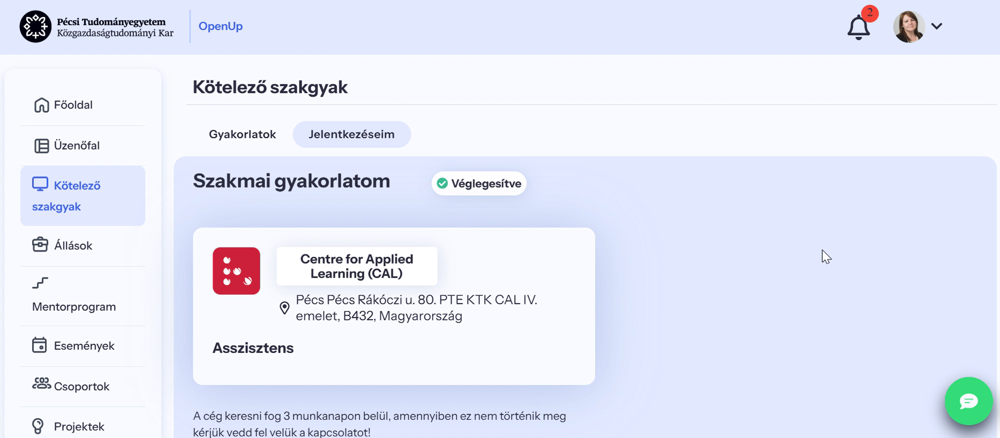 Pécsi Tudományegyetem
Közgazdaságtudományi Kar
OpenUp
2
Főoldal
Üzenőfal
Kötelező
szakgyak
Állások
Mentorprogram
Események
Csoportok
Projektek
Kötelező szakgyak
Gyakorlatok
Jelentkezéseim
Szakmai gyakorlatom
Véglegesítve
Centre for Applied
Learning (CAL)
Pécs Pécs Rákóczi u. 80. PTE KTK CAL IV.
emelet, B432, Magyarország
Asszisztens
A cég keresni fog 3 munkanapon belül, amennyiben ez nem történik meg
kérjük vedd fel velük a kapcsolatot!